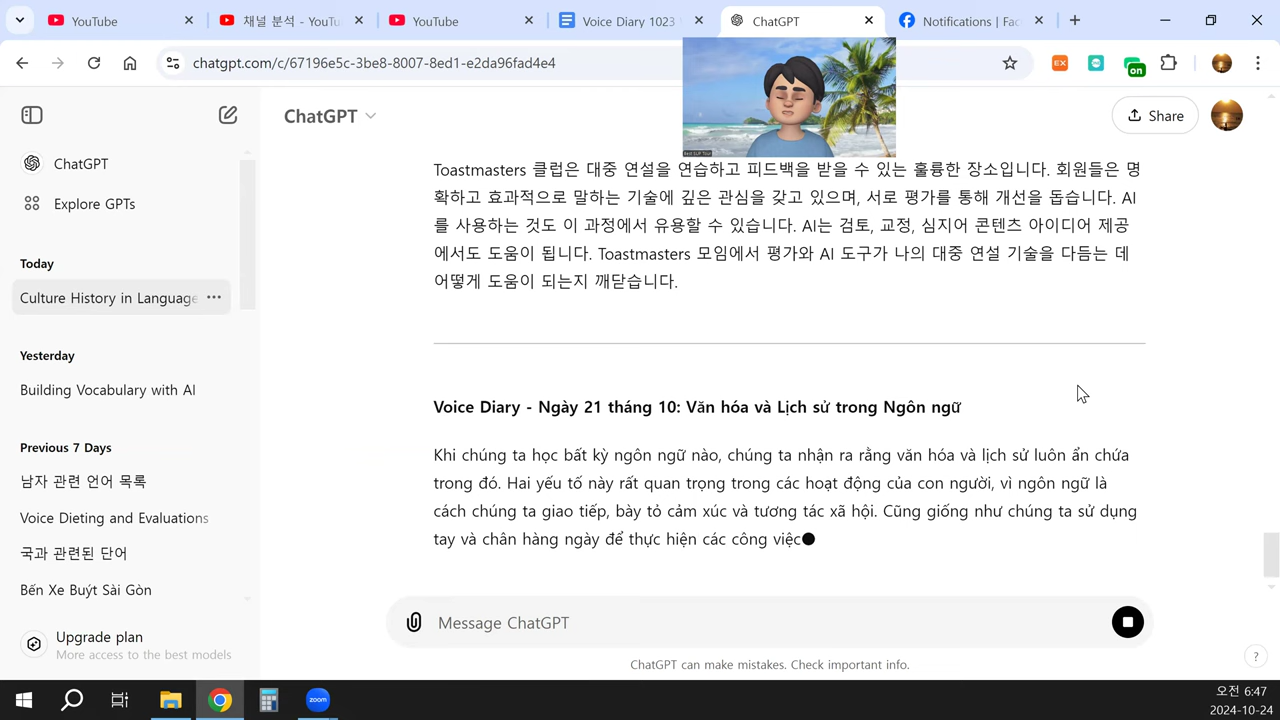 YouTube
채널 분석 - YouTu
YouTube
Voice Diary 1023
ChatGPT
Notifications | Fac
chatgpt.com/c/67196e5c-3be8-8007-8ed1-e2da96fad4e4
EX
on
ChatGPT
Share
ChatGPT
Explore GPTs
Today
Culture History in Language
Yesterday
Building Vocabulary with AI
Previous 7 Days
남자 관련 언어 목록
Voice Dieting and Evaluations
국과 관련된 단어
Bến Xe Buýt Sài Gòn
Upgrade plan
More access to the best models
Toastmasters 클럽은 대중 연설을 연습하고 피드백을 받을 수 있는 훌륭한 장소입니다. 회원들은 명
확하고 효과적으로 말하는 기술에 깊은 관심을 갖고 있으며, 서로 평가를 통해 개선을 돕습니다. AI
를 사용하는 것도 이 과정에서 유용할 수 있습니다. AI는 검토, 교정, 심지어 콘텐츠 아이디어 제공
에서도 도움이 됩니다. Toastmasters 모임에서 평가와 AI 도구가 나의 대중 연설 기술을 다듬는 데
어떻게 도움이 되는지 깨닫습니다.
Voice Diary - Ngày 21 tháng 10: Văn hóa và Lịch sử trong Ngôn ngữ
Khi chúng ta học bất kỳ ngôn ngữ nào, chúng ta nhận ra rằng văn hóa và lịch sử luôn ẩn chứa
trong đó. Hai yếu tố này rất quan trọng trong các hoạt động của con người, vì ngôn ngữ là
cách chúng ta giao tiếp, bày tỏ cảm xúc và tương tác xã hội. Cũng giống như chúng ta sử dụng
tay và chân hàng ngày để thực hiện các công việc
Message ChatGPT
ChatGPT can make mistakes. Check important info.
?
zoom
오전 6:47
2024-10-24